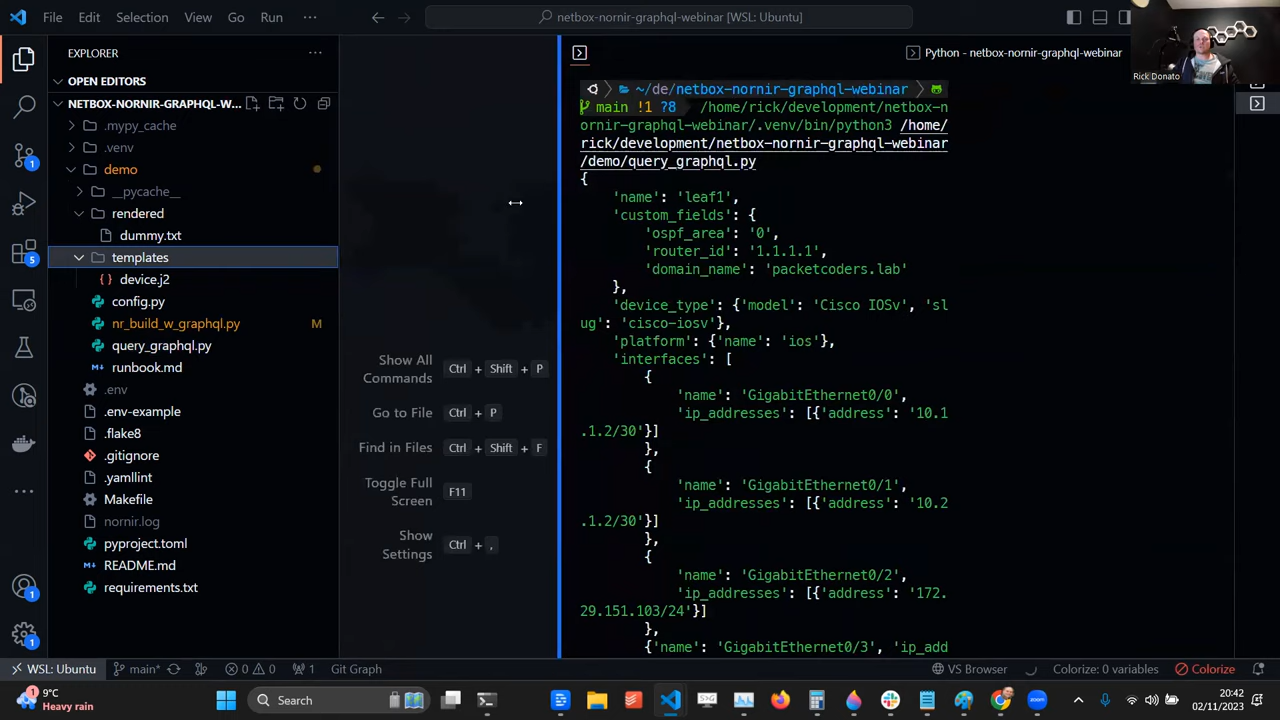 File Edit Selection View Go Run ···
netbox-nornir-graphql-webinar [WSL: Ubuntu]
Rick Donato
EXPLORER
OPEN EDITORS
NETBOX-NORNIR-GRAPHQL-W...
.mypy_cache
.venv
demo
__pycache__
rendered
dummy.txt
templates
device.j2
config.py
nr_build_w_graphql.py M
query_graphql.py
runbook.md
.env
.env-example
.flake8
.gitignore
.yamllint
Makefile
nornir.log
pyproject.toml
README.md
requirements.txt
1
5
1
1
Show All Commands Ctrl + Shift + P
Go to File Ctrl + P
Find in Files Ctrl + Shift + F
Toggle Full Screen F11
Show Settings Ctrl + ,
Python - netbox-nornir-graphql-webinar
~/de/netbox-nornir-graphql-webinar
main !1 ?8 /home/rick/development/netbox-n
ornir-graphql-webinar/.venv/bin/python3 /home/
rick/development/netbox-nornir-graphql-webinar
/demo/query_graphql.py
{
'name': 'leaf1',
'custom_fields': {
'ospf_area': '0',
'router_id': '1.1.1.1',
'domain_name': 'packetcoders.lab'
},
'device_type': {'model': 'Cisco IOSv', 'sl
ug': 'cisco-iosv'},
'platform': {'name': 'ios'},
'interfaces': [
{
'name': 'GigabitEthernet0/0',
'ip_addresses': [{'address': '10.1
.1.2/30'}]
},
{
'name': 'GigabitEthernet0/1',
'ip_addresses': [{'address': '10.2
.1.2/30'}]
},
{
'name': 'GigabitEthernet0/2',
'ip_addresses': [{'address': '172.
29.151.103/24'}]
},
{'name': 'GigabitEthernet0/3', 'ip_add
WSL: Ubuntu main* 0 0 1 Git Graph VS Browser Colorize: 0 variables Colorize
1
9°C
Heavy rain
Search
20:42
02/11/2023